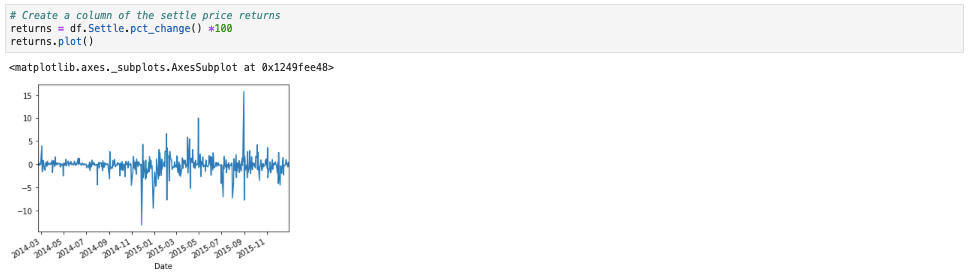 # Create a column of the settle price returns
returns = df.Settle.pct_change() *100
returns.plot()
<matplotlib.axes._subplots.AxesSubplot at 0x1249fee48>
15
10
5
0
−5
−10
2014-03 2014-05 2014-07 2014-09 2014-11 2015-01 2015-03 2015-05 2015-07 2015-09 2015-11
Date